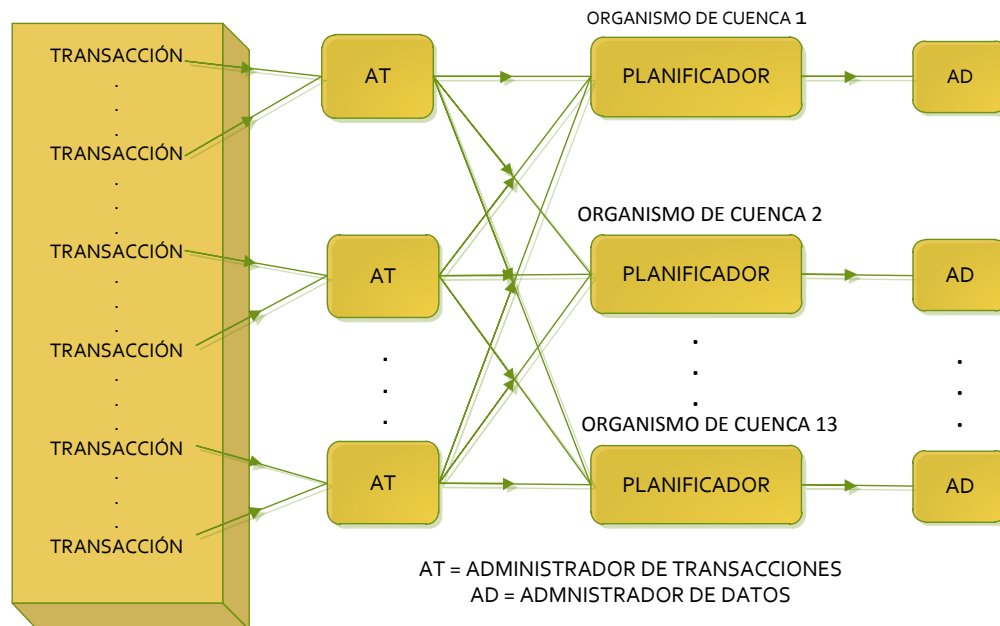 ORGANISMO DE CUENCA 1
TRANSACCIÓN
AT
PLANIFICADOR
AD
TRANSACCIÓN
ORGANISMO DE CUENCA 2
TRANSACCIÓN
AT
PLANIFICADOR
AD
TRANSACCIÓN
ORGANISMO DE CUENCA 13
TRANSACCIÓN
AT
PLANIFICADOR
AD
TRANSACCIÓN
AT = ADMINISTRADOR DE TRANSACCIONES
AD = ADMNISTRADOR DE DATOS